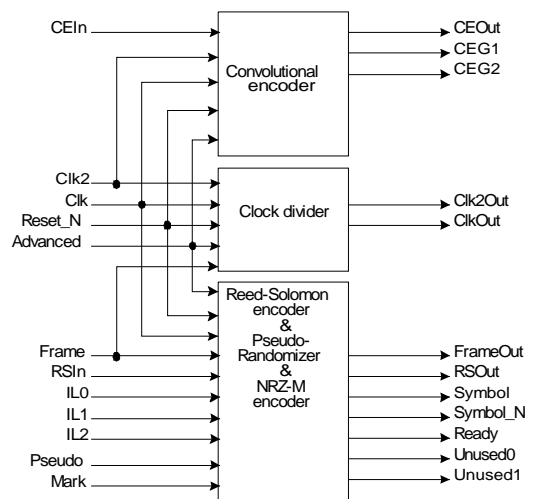 CEIn
Convolutional
encoder
CEOut
CEG1
CEG2
Clk2
Clk
Reset_N
Advanced
Clock divider
Clk2Out
ClkOut
Reed-Solomon
encoder
&
Pseudo-
Randomizer
&
NRZ-M
encoder
Frame
RSIn
IL0
IL1
IL2
Pseudo
Mark
FrameOut
RSOut
Symbol
Symbol_N
Ready
Unused0
Unused1